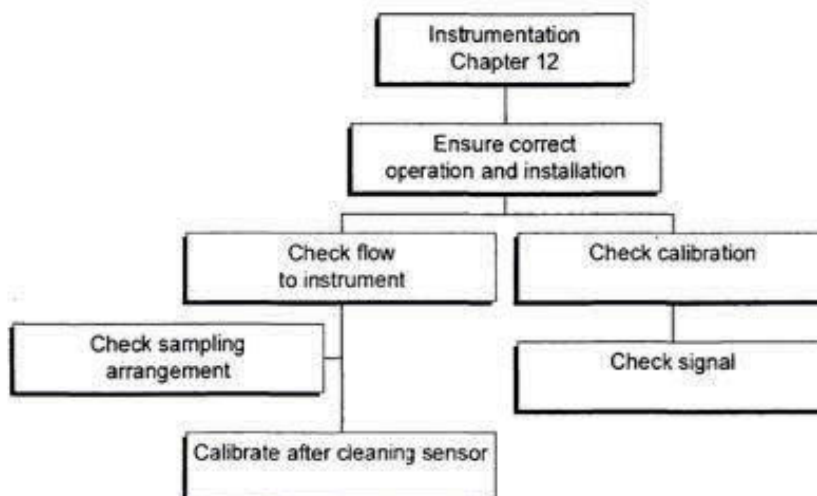 Instrumentation
Chapter 12
Ensure correct
operation and installation
Check flow
to instrument
Check calibration
Check sampling
arrangement
Check signal
Calibrate after cleaning sensor